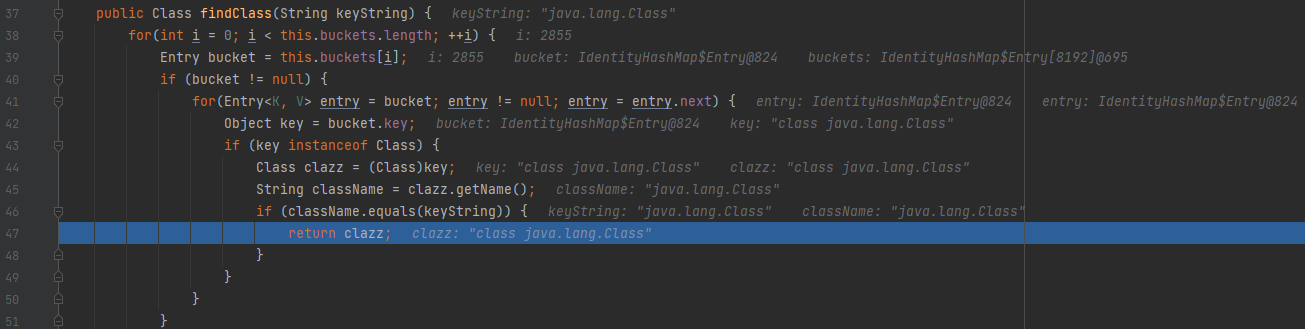 37 public Class findClass(String keyString) { keyString: "java.lang.Class"
38 for(int i = 0; i < this.buckets.length; ++i) { i: 2855
39 Entry bucket = this.buckets[i]; i: 2855 bucket: IdentityHashMap$Entry@824 buckets: IdentityHashMap$Entry[8192]@695
40 if (bucket != null) {
41 for(Entry<K, V> entry = bucket; entry != null; entry = entry.next) { entry: IdentityHashMap$Entry@824 entry: IdentityHashMap$Entry@824
42 Object key = bucket.key; bucket: IdentityHashMap$Entry@824 key: "class java.lang.Class"
43 if (key instanceof Class) {
44 Class clazz = (Class)key; key: "class java.lang.Class" clazz: "class java.lang.Class"
45 String className = clazz.getName(); className: "java.lang.Class"
46 if (className.equals(keyString)) { keyString: "java.lang.Class" className: "java.lang.Class"
47 return clazz; clazz: "class java.lang.Class"
48 }
49 }
50 }
51 }